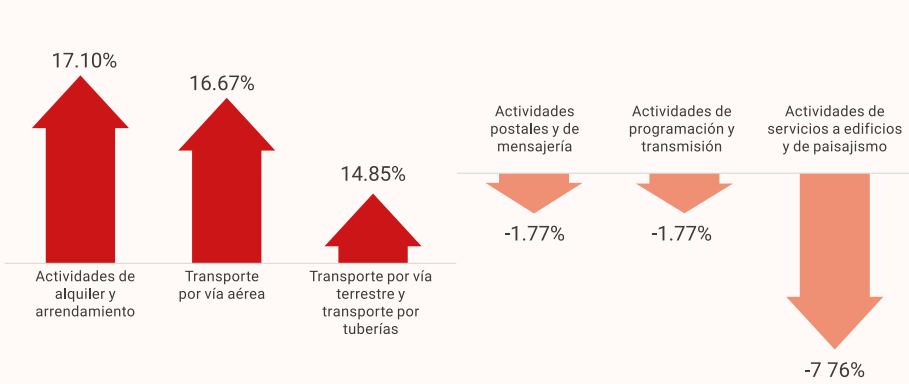 17.10%
Actividades de
alquiler y
arrendamiento
16.67%
Transporte
por vía aérea
14.85%
Transporte por vía
terrestre y
transporte por
tuberías
Actividades
postales y de
mensajería
-1.77%
Actividades de
programación y
transmisión
-1.77%
Actividades de
servicios a edificios
y de paisajismo
-7 76%